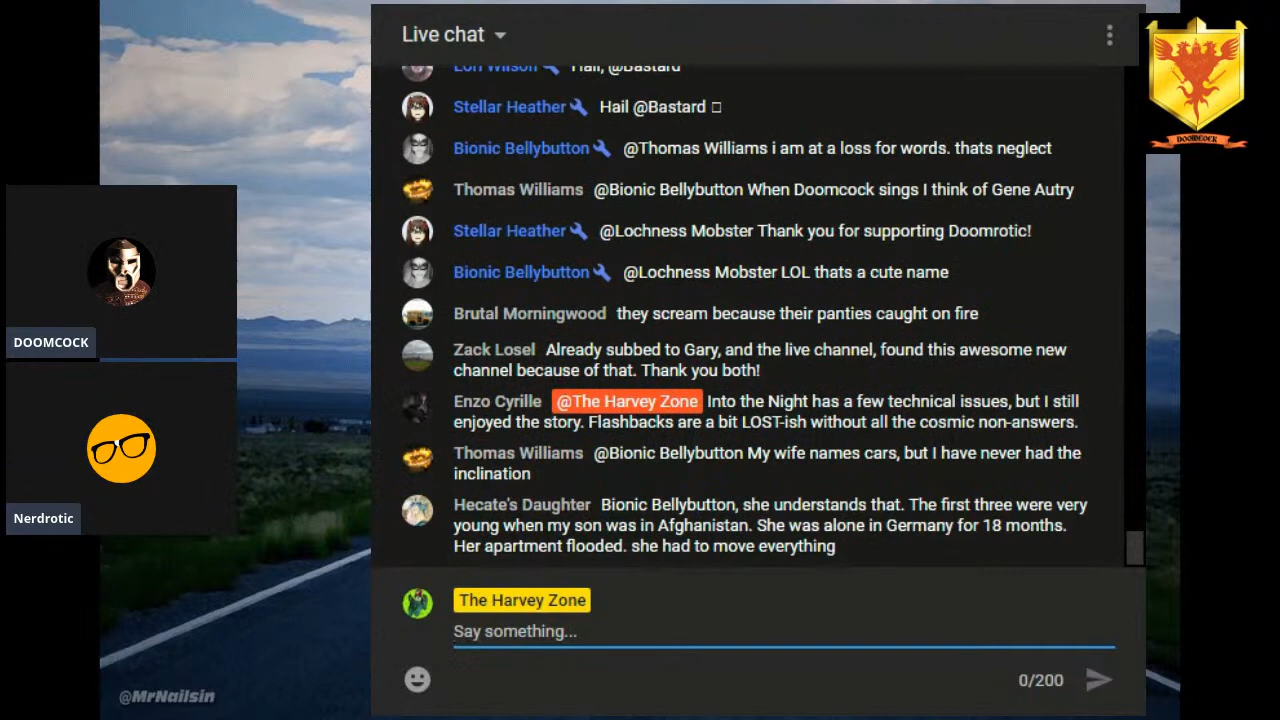 Live chat
Lori Wilson Hail, @Bastard
Stellar Heather Hail @Bastard □
Bionic Bellybutton @Thomas Williams i am at a loss for words. thats neglect
Thomas Williams @Bionic Bellybutton When Doomcock sings I think of Gene Autry
Stellar Heather @Lochness Mobster Thank you for supporting Doomrotic!
Bionic Bellybutton @Lochness Mobster LOL thats a cute name
Brutal Morningwood they scream because their panties caught on fire
Zack Losel Already subbed to Gary, and the live channel, found this awesome new
channel because of that. Thank you both!
Enzo Cyrille @The Harvey Zone Into the Night has a few technical issues, but I still
enjoyed the story. Flashbacks are a bit LOST-ish without all the cosmic non-answers.
Thomas Williams @Bionic Bellybutton My wife names cars, but I have never had the
inclination
Hecate's Daughter Bionic Bellybutton, she understands that. The first three were very
young when my son was in Afghanistan. She was alone in Germany for 18 months.
Her apartment flooded. she had to move everything
The Harvey Zone
Say something...
0/200
DOOMCOCK
Nerdrotic
@MrNailsin
DOOMCOCK